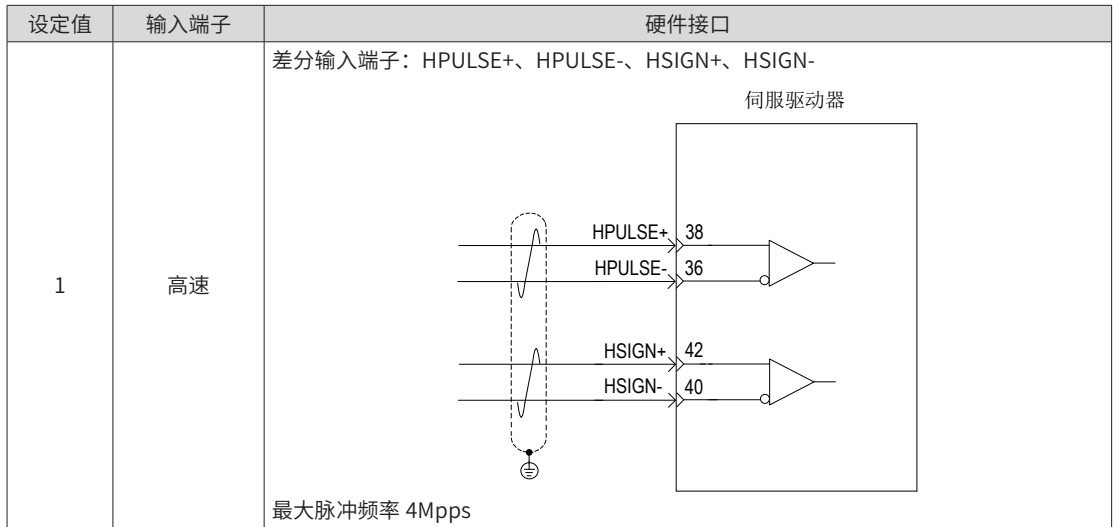 设定值 输入端子 硬件接口
差分输入端子：HPULSE+、HPULSE-、HSIGN+、HSIGN-
伺服驱动器
HPULSE+ 38
HPULSE- 36
1 高速
HSIGN+ 42
HSIGN- 40
最大脉冲频率 4Mpps